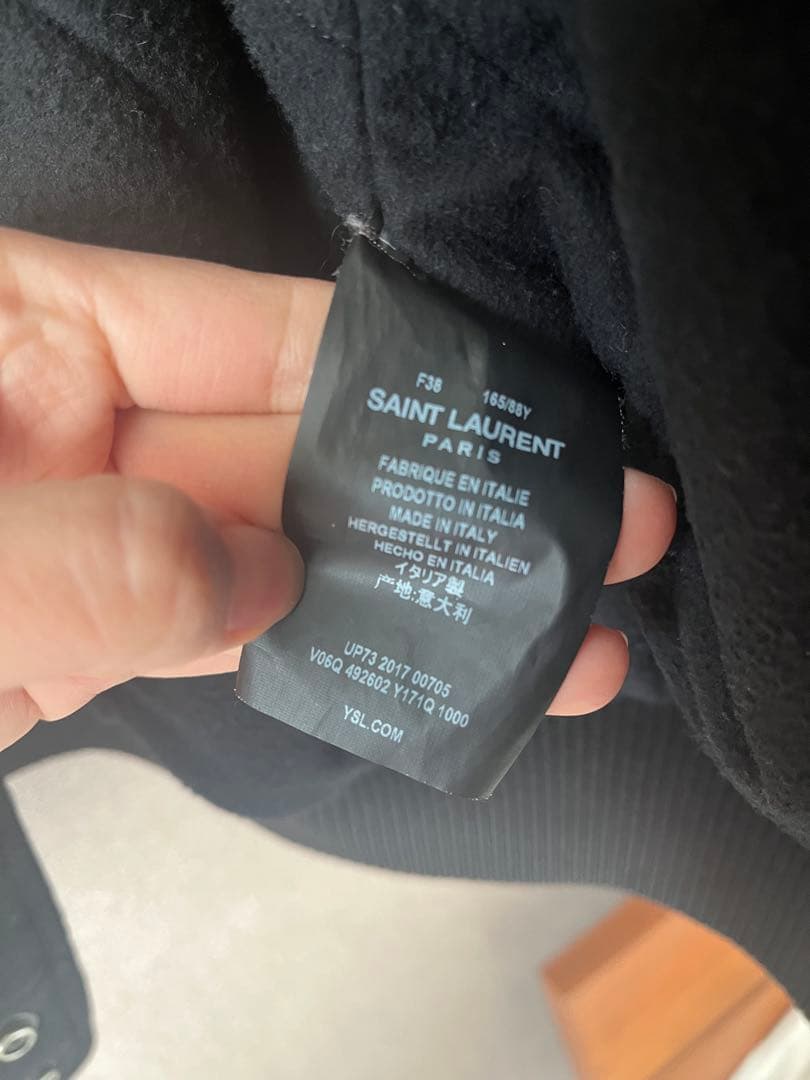 F38 165/88Y
SAINT LAURENT
PARIS
FABRIQUE EN ITALIE
PRODOTTO IN ITALIA
MADE IN ITALY
HERGESTELLT IN ITALIEN
HECHO EN ITALIA
イタリア製
产地:意大利
UP73 2017 00705
V06Q 492602 Y171Q 1000
YSL.COM